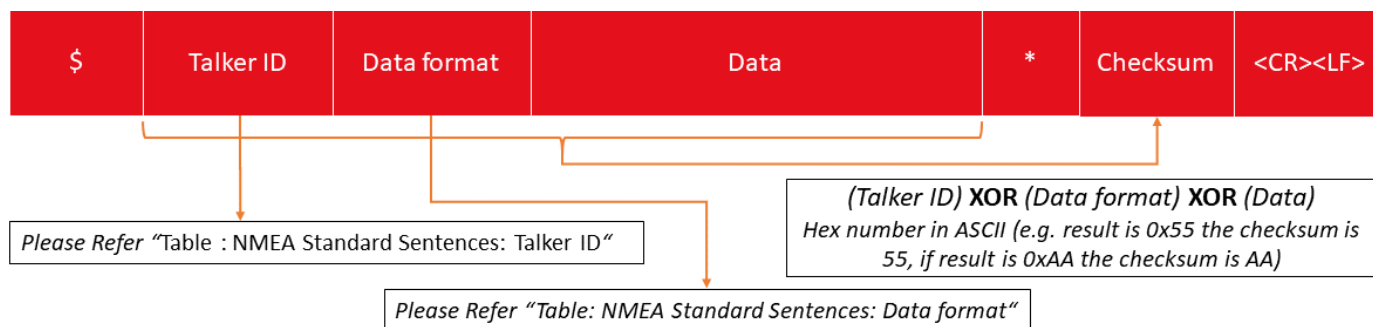 $ Talker ID Data format Data * Checksum <CR><LF>
(Talker ID) XOR (Data format) XOR (Data)
Hex number in ASCII (e.g. result is 0x55 the checksum is
55, if result is 0xAA the checksum is AA)
Please Refer “Table : NMEA Standard Sentences: Talker ID“
Please Refer “Table: NMEA Standard Sentences: Data format“